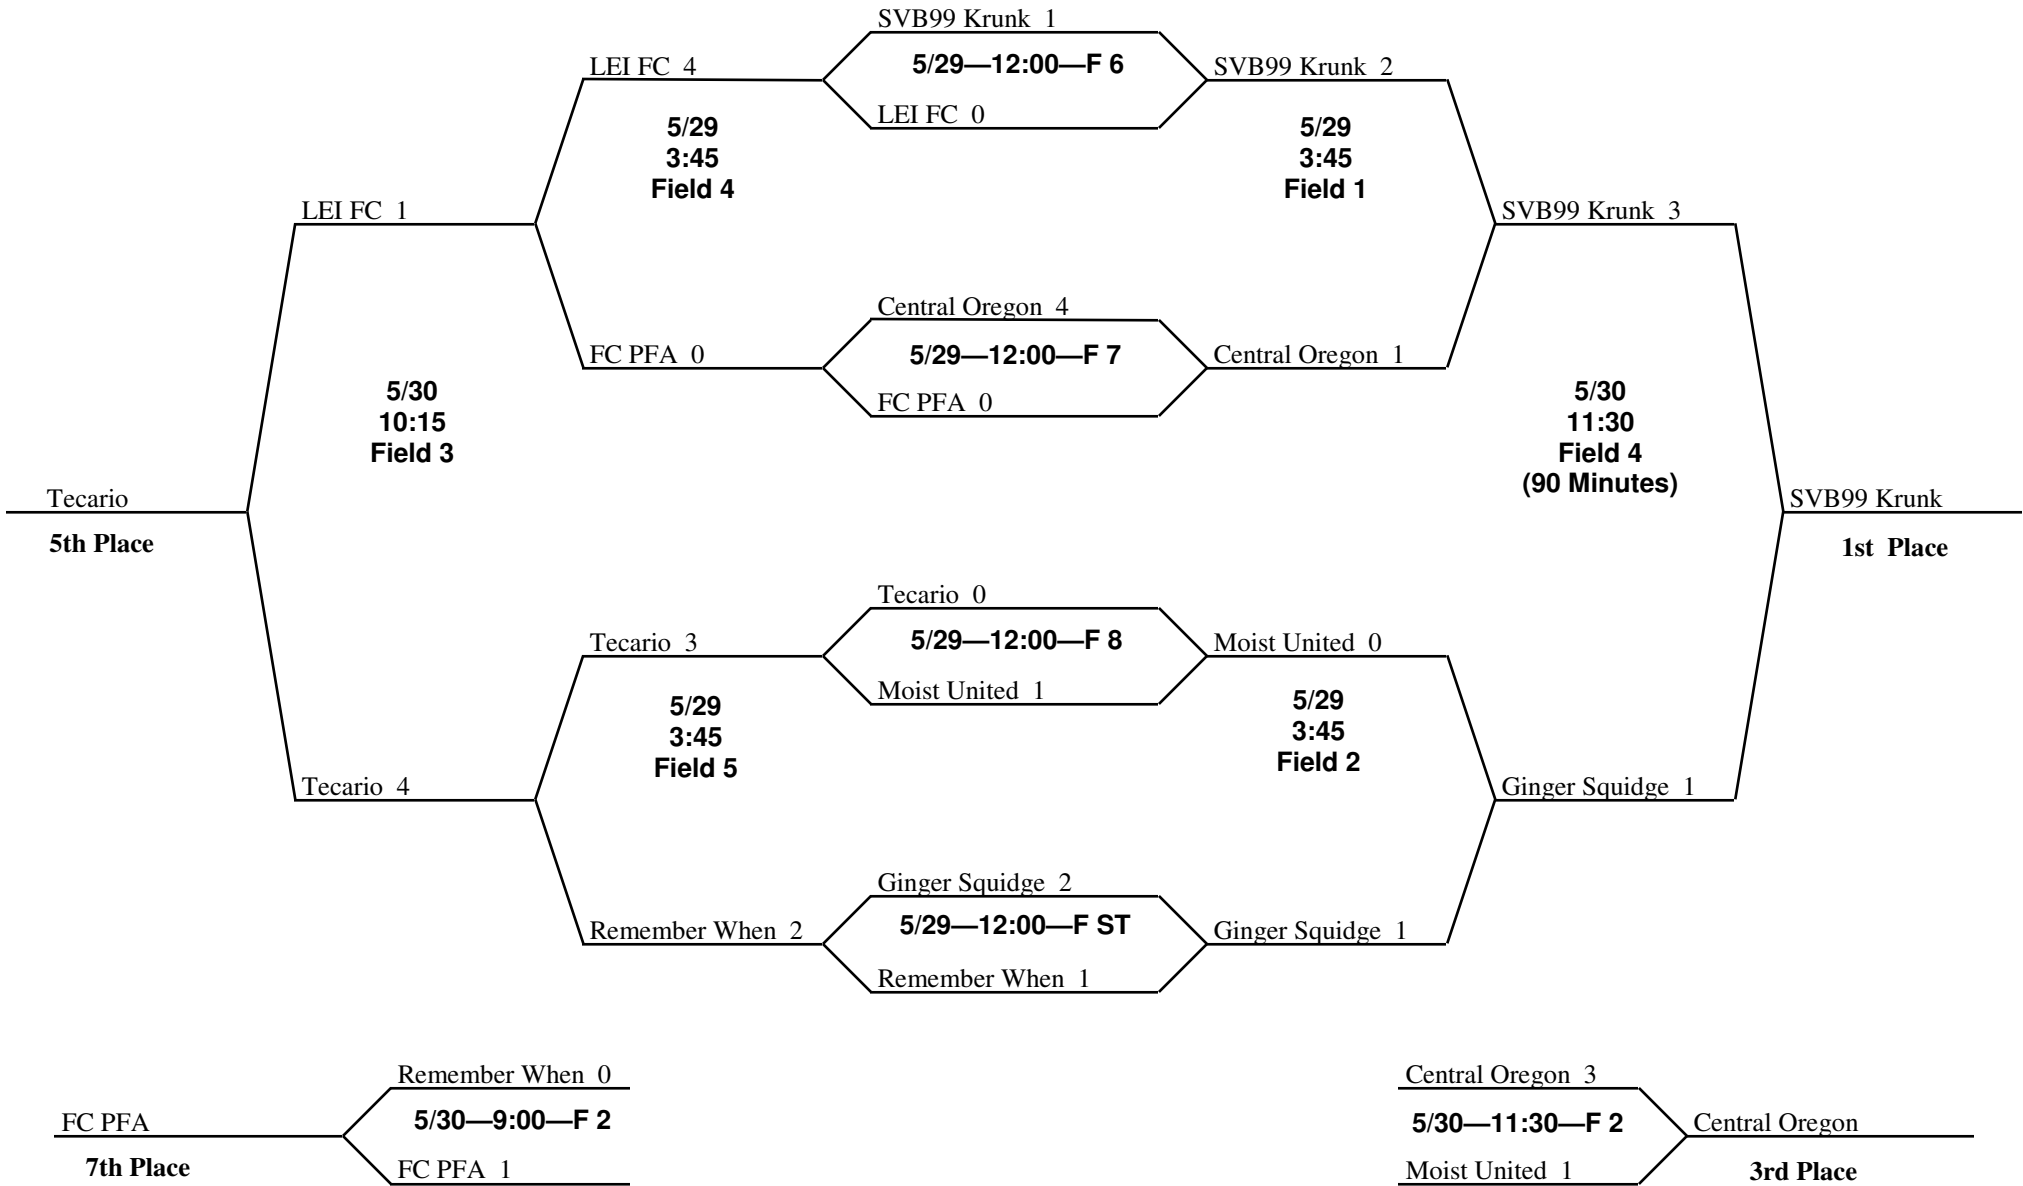 SVB99 Krunk 1
LEI FC 4
5/29—12:00—F 6
SVB99 Krunk 2
LEI FC 0
5/29
3:45
Field 4
5/29
3:45
Field 1
LEI FC 1
SVB99 Krunk 3
Central Oregon 4
FC PFA 0
5/29—12:00—F 7
Central Oregon 1
FC PFA 0
5/30
10:15
Field 3
5/30
11:30
Field 4
(90 Minutes)
Tecario
5th Place
SVB99 Krunk
1st Place
Tecario 0
Tecario 3
5/29—12:00—F 8
Moist United 0
Moist United 1
5/29
3:45
Field 5
5/29
3:45
Field 2
Tecario 4
Ginger Squidge 1
Ginger Squidge 2
Remember When 2
5/29—12:00—F ST
Ginger Squidge 1
Remember When 1
Remember When 0
FC PFA
5/30—9:00—F 2
7th Place
FC PFA 1
Central Oregon 3
5/30—11:30—F 2
Central Oregon
Moist United 1
3rd Place